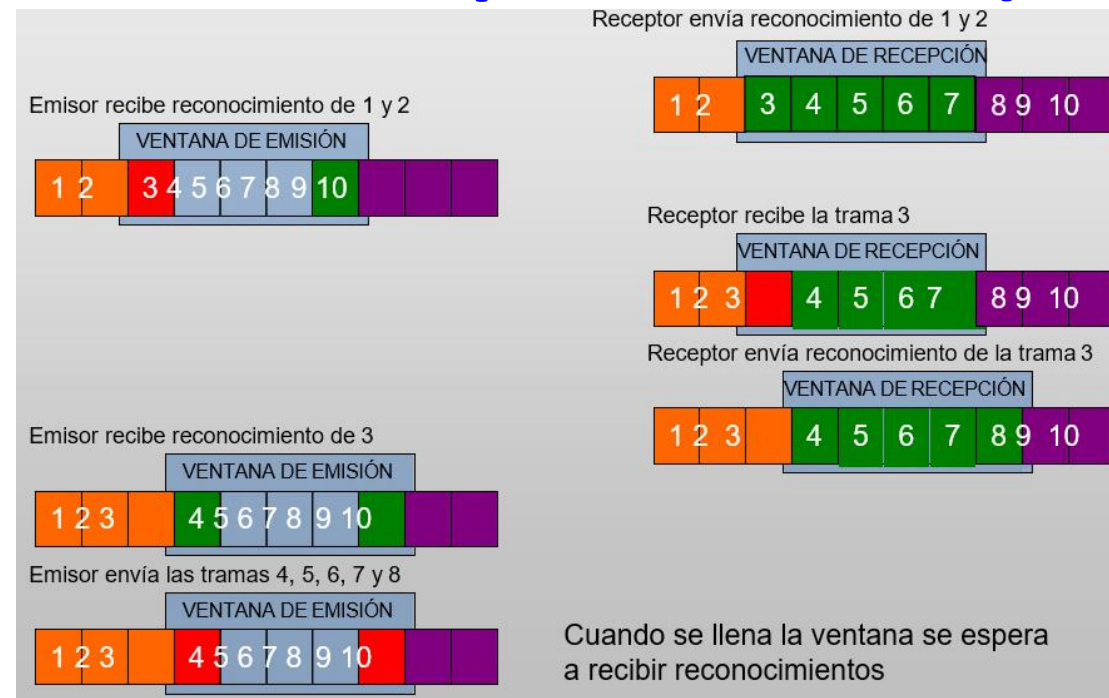 Receptor envía reconocimiento de 1 y 2
VENTANA DE RECEPCIÓN
1 2 3 4 5 6 7 8 9 10
Emisor recibe reconocimiento de 1 y 2
VENTANA DE EMISIÓN
1 2 3 4 5 6 7 8 9 10
Receptor recibe la trama 3
VENTANA DE RECEPCIÓN
1 2 3 4 5 6 7 8 9 10
Receptor envía reconocimiento de la trama 3
VENTANA DE RECEPCIÓN
1 2 3 4 5 6 7 8 9 10
Emisor recibe reconocimiento de 3
VENTANA DE EMISIÓN
1 2 3 4 5 6 7 8 9 10
Emisor envía las tramas 4, 5, 6, 7 y 8
VENTANA DE EMISIÓN
1 2 3 4 5 6 7 8 9 10
Cuando se llena la ventana se espera
a recibir reconocimientos